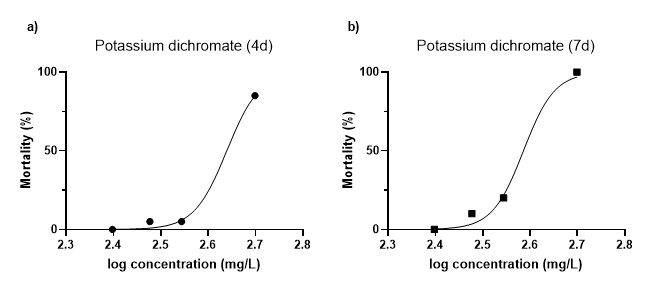 a)
Potassium dichromate (4d)
100
50
0
Mortality (%)
2.3 2.4 2.5 2.6 2.7 2.8
log concentration (mg/L)
b)
Potassium dichromate (7d)
100
50
0
Mortality (%)
2.3 2.4 2.5 2.6 2.7 2.8
log concentration (mg/L)